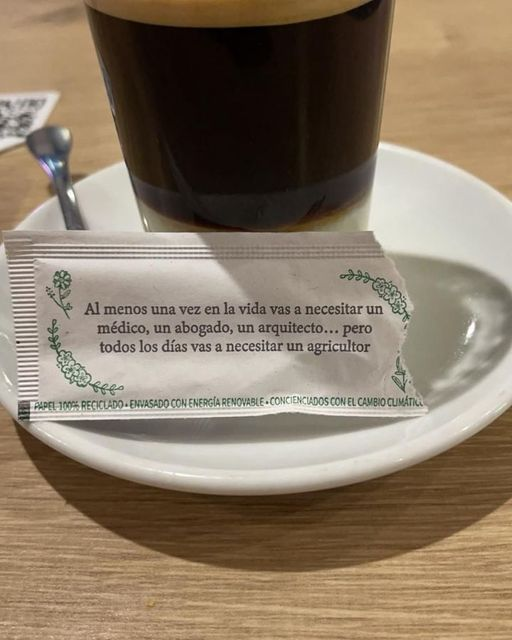 Al menos una vez en la vida vas a necesitar un
médico, un abogado, un arquitecto... pero
todos los días vas a necesitar un agricultor
PAPEL 100% RECICLADO • ENVASADO CON ENERGÍA RENOVABLE • CONCIENCIADOS CON EL CAMBIO CLIMÁTIC